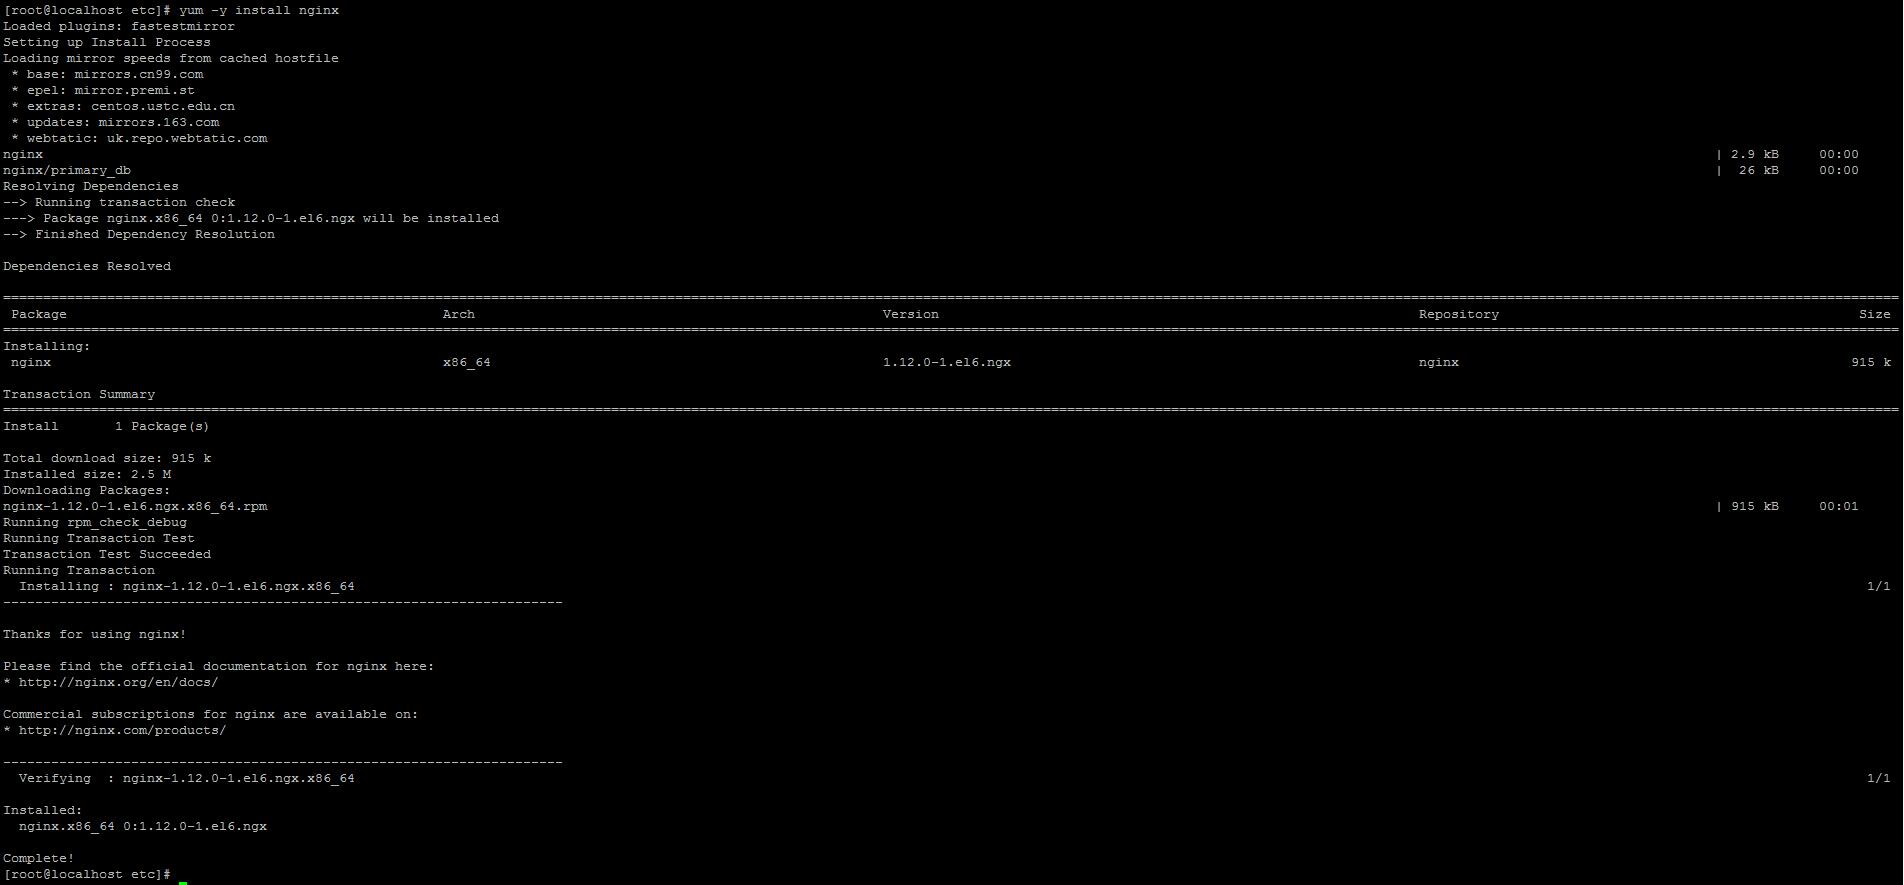 [root@localhost etc]# yum -y install nginx
Loaded plugins: fastestmirror
Setting up Install Process
Loading mirror speeds from cached hostfile
 * base: mirrors.cn99.com
 * epel: mirror.premi.st
 * extras: centos.ustc.edu.cn
 * updates: mirrors.163.com
 * webtatic: uk.repo.webtatic.com
nginx | 2.9 kB 00:00
nginx/primary_db | 26 kB 00:00
Resolving Dependencies
--> Running transaction check
---> Package nginx.x86_64 0:1.12.0-1.el6.ngx will be installed
--> Finished Dependency Resolution
Dependencies Resolved
================================================================================
 Package Arch Version Repository Size
================================================================================
Installing:
 nginx x86_64 1.12.0-1.el6.ngx nginx 915 k
Transaction Summary
================================================================================
Install 1 Package(s)
Total download size: 915 k
Installed size: 2.5 M
Downloading Packages:
nginx-1.12.0-1.el6.ngx.x86_64.rpm | 915 kB 00:01
Running rpm_check_debug
Running Transaction Test
Transaction Test Succeeded
Running Transaction
  Installing : nginx-1.12.0-1.el6.ngx.x86_64 1/1
----------------------------------------------------------------------
Thanks for using nginx!
Please find the official documentation for nginx here:
* http://nginx.org/en/docs/
Commercial subscriptions for nginx are available on:
* http://nginx.com/products/
----------------------------------------------------------------------
  Verifying : nginx-1.12.0-1.el6.ngx.x86_64 1/1
Installed:
  nginx.x86_64 0:1.12.0-1.el6.ngx
Complete!
[root@localhost etc]#